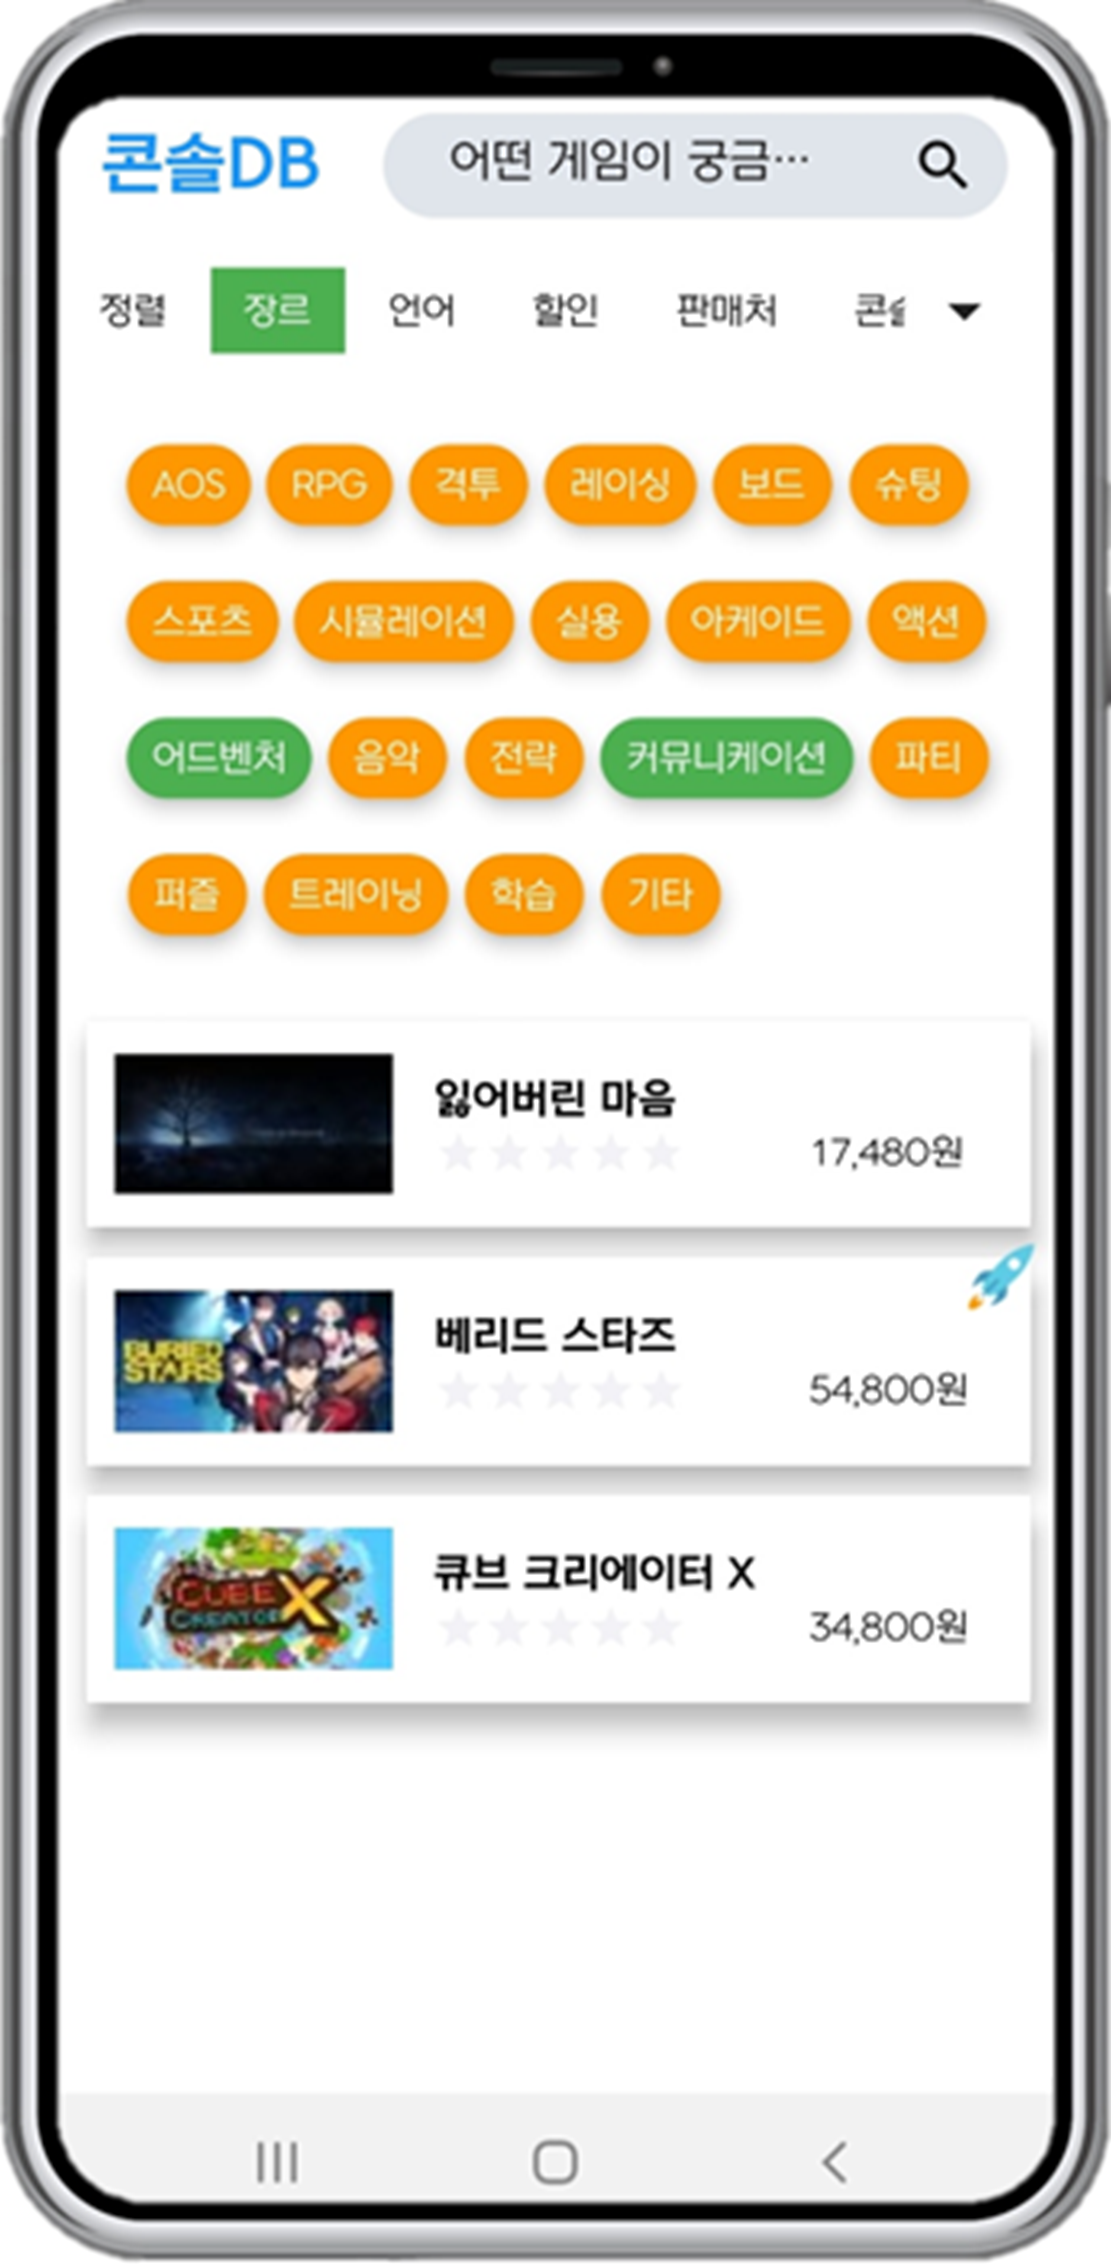 콘솔DB
어떤 게임이 궁금…
정렬 장르 언어 할인 판매처 콘솔
AOS RPG 격투 레이싱 보드 슈팅
스포츠 시뮬레이션 실용 아케이드 액션
어드벤처 음악 전략 커뮤니케이션 파티
퍼즐 트레이닝 학습 기타
잃어버린 마음
17,480원
BURIED
STARS
베리드 스타즈
54,800원
CUBE
CREATOR X
큐브 크리에이터 X
34,800원